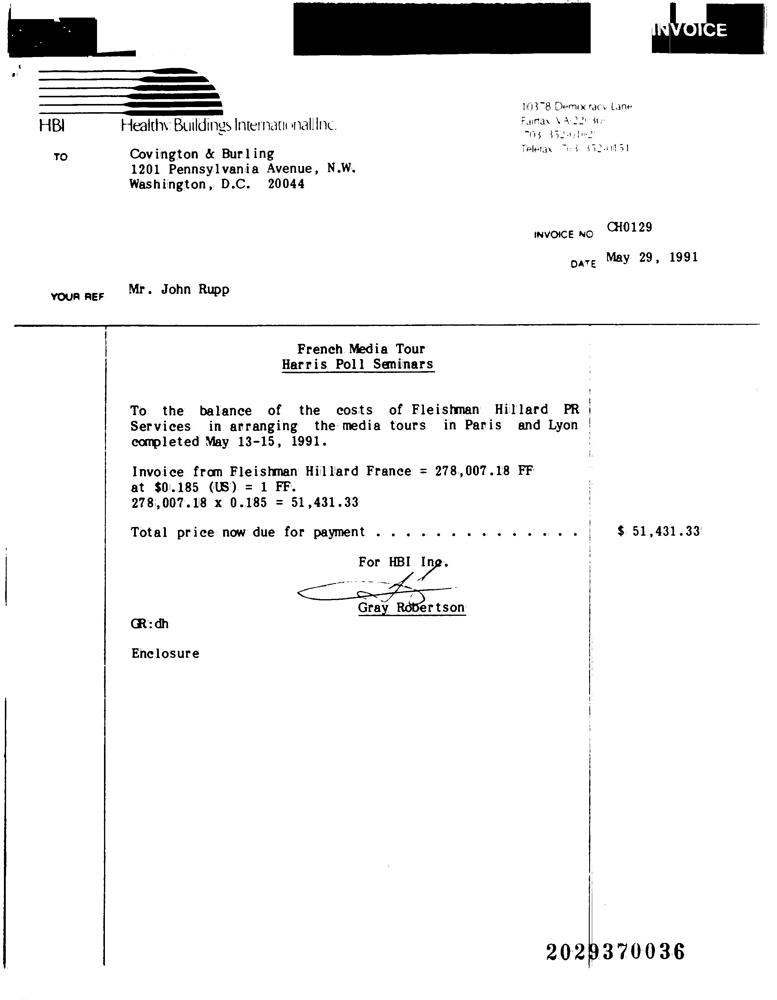 INVOICE
HBI Healthy Buildings International Inc.
10378 Democracy Lane
Fairfax VA
Telefax 703 352-0151
TO Covington & Burling
1201 Pennsylvania Avenue, N.W.
Washington, D.C. 20044
INVOICE NO CH0129
DATE May 29, 1991
YOUR REF Mr. John Rupp
French Media Tour
Harris Poll Seminars
To the balance of the costs of Fleishman Hillard PR
Services in arranging the media tours in Paris and Lyon
completed May 13-15, 1991.
Invoice from Fleishman Hillard France = 278,007.18 FF
at $0.185 (US) = 1 FF.
278,007.18 x 0.185 = 51,431.33
Total price now due for payment . . . . . . . . . . . . . . $ 51,431.33
For HBI Inc.
Gray Robertson
GR:dh
Enclosure
2029370036